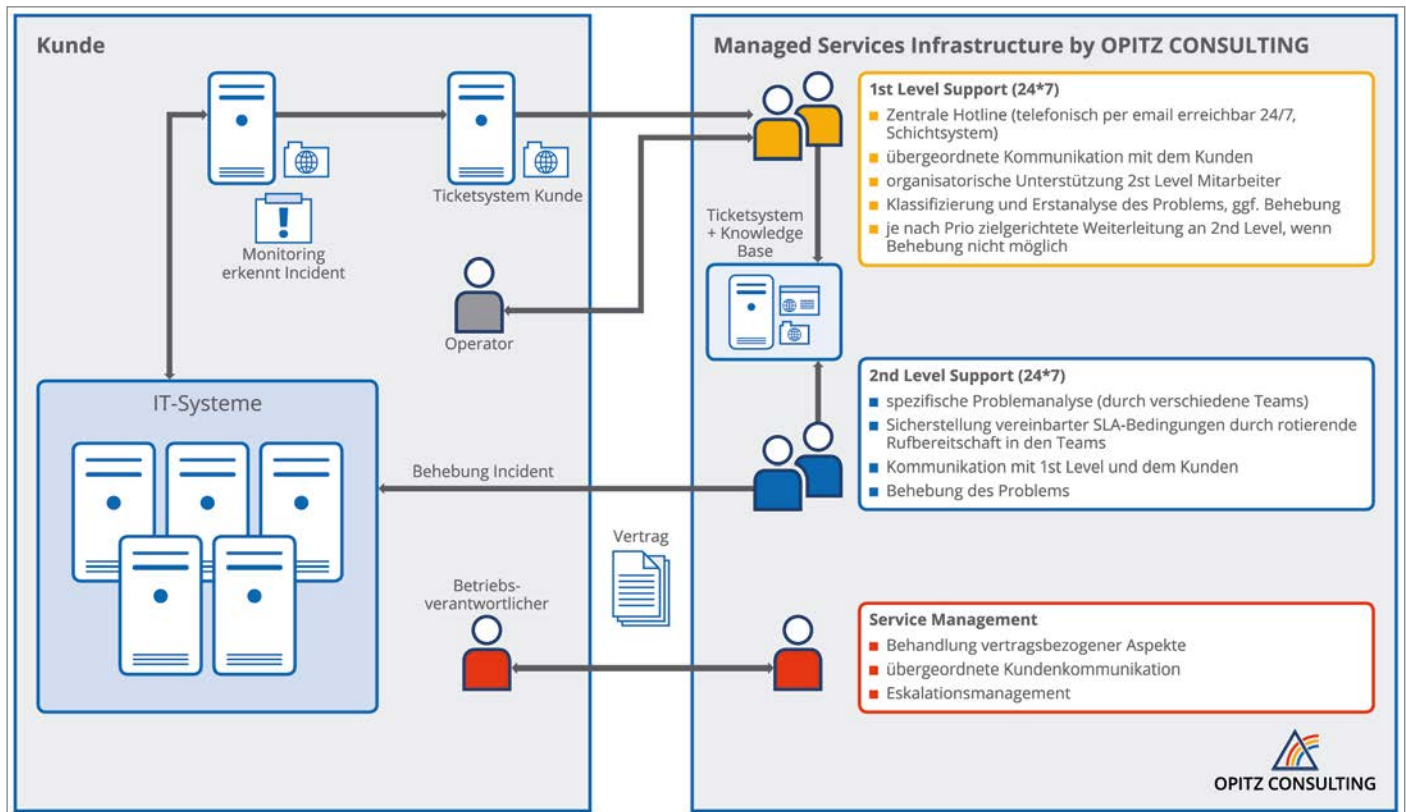 Kunde
Monitoring
erkennt Incident
Ticketsystem Kunde
Operator
IT-Systeme
Behebung Incident
Betriebs-
verantwortlicher
Vertrag
Managed Services Infrastructure by OPITZ CONSULTING
Ticketsystem
+ Knowledge
Base
1st Level Support (24*7)
Zentrale Hotline (telefonisch per email erreichbar 24/7,
Schichtsystem)
übergeordnete Kommunikation mit dem Kunden
organisatorische Unterstützung 2st Level Mitarbeiter
Klassifizierung und Erstanalyse des Problems, ggf. Behebung
je nach Prio zielgerichtete Weiterleitung an 2nd Level, wenn
Behebung nicht möglich
2nd Level Support (24*7)
spezifische Problemanalyse (durch verschiedene Teams)
Sicherstellung vereinbarter SLA-Bedingungen durch rotierende
Rufbereitschaft in den Teams
Kommunikation mit 1st Level und dem Kunden
Behebung des Problems
Service Management
Behandlung vertragsbezogener Aspekte
übergeordnete Kundenkommunikation
Eskalationsmanagement
OPITZ CONSULTING